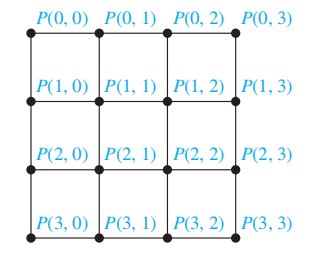 P(0, 0) P(0, 1) P(0, 2) P(0, 3)
P(1, 0) P(1, 1) P(1, 2) P(1, 3)
P(2, 0) P(2, 1) P(2, 2) P(2, 3)
P(3, 0) P(3, 1) P(3, 2) P(3, 3)